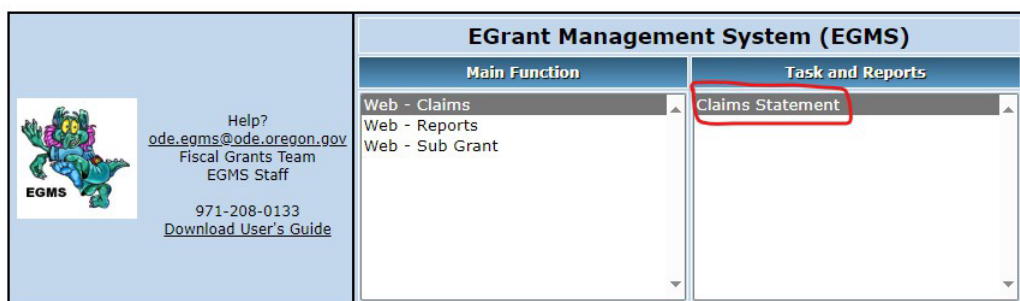 EGrant Management System (EGMS)
Main Function
Task and Reports
Web - Claims
Web - Reports
Web - Sub Grant
Claims Statement
EGMS
Help?
ode.egms@ode.oregon.gov
Fiscal Grants Team
EGMS Staff
971-208-0133
Download User's Guide